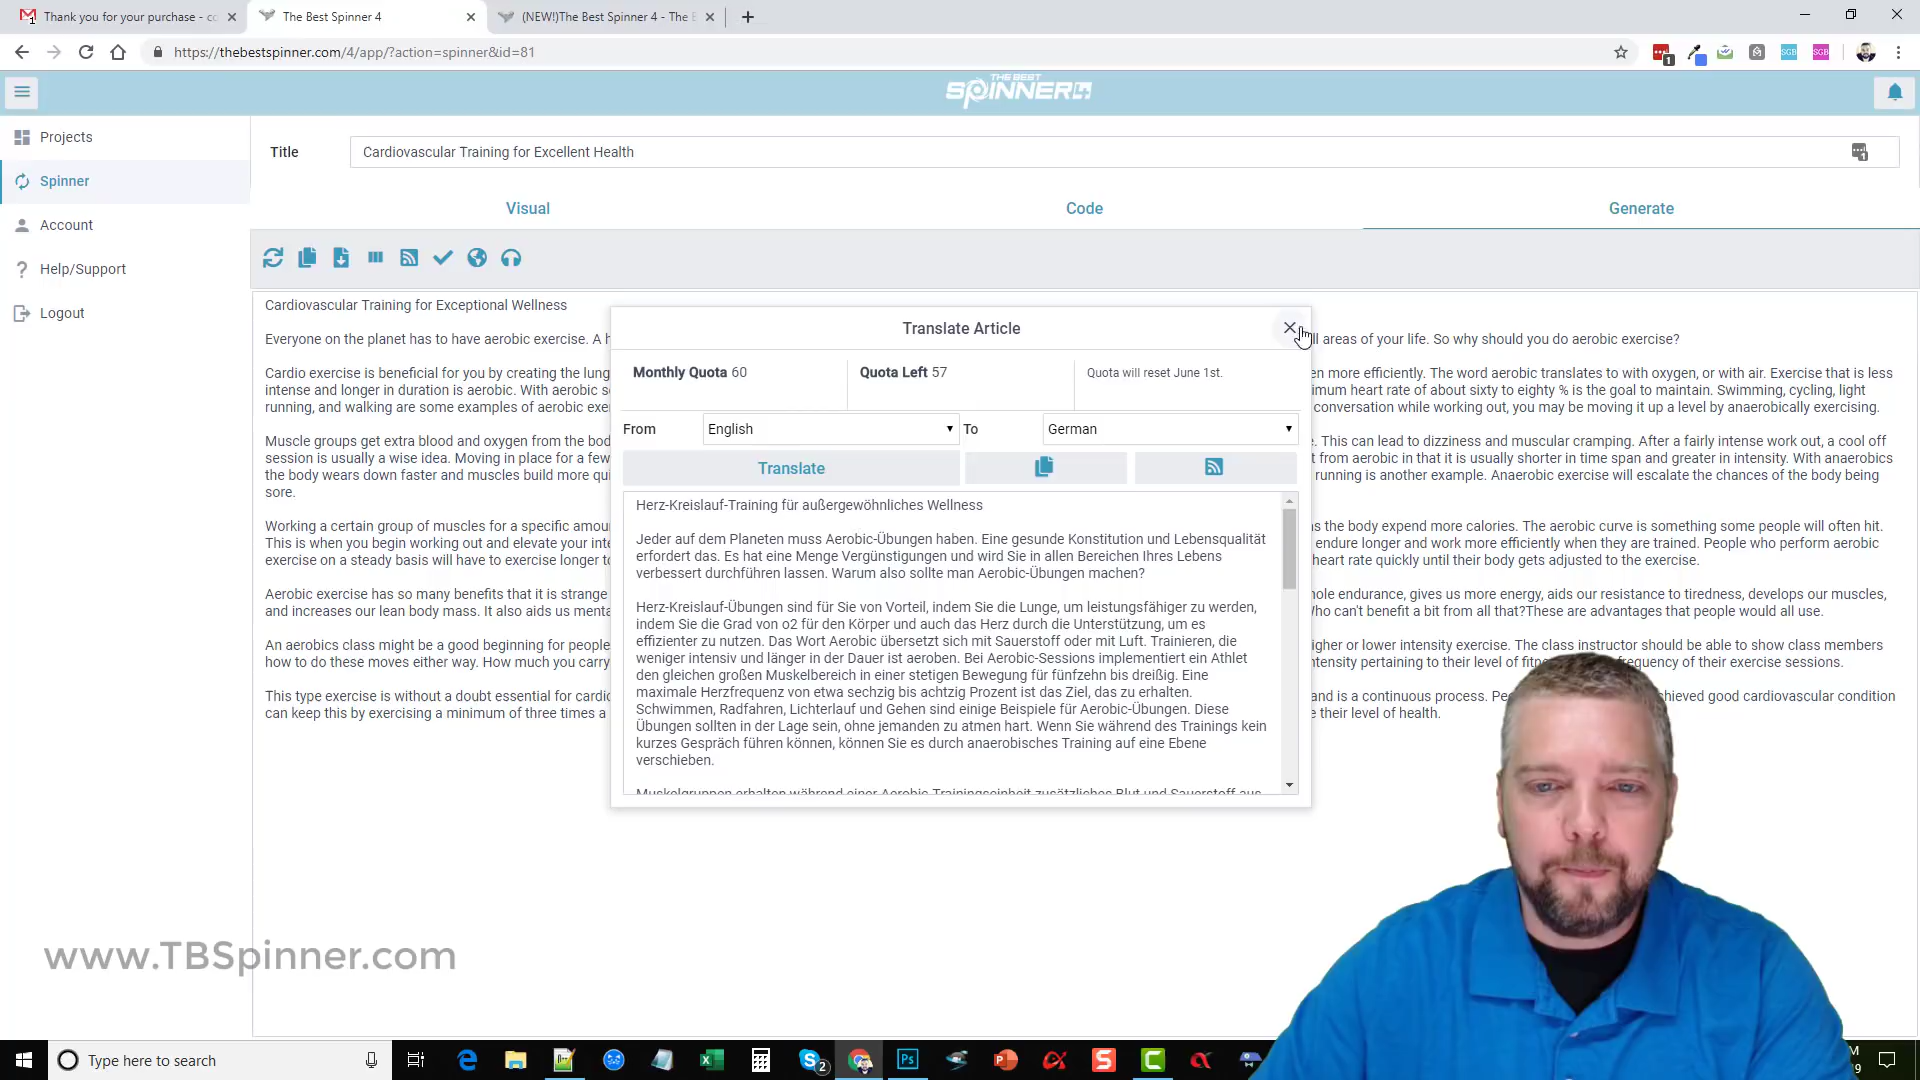 Thank you for your purchase - co
The Best Spinner 4
(NEW!)The Best Spinner 4 - The B
https://thebestspinner.com/4/app/?action=spinner&id=81
THE BEST
SPINNER4
Projects
Spinner
Account
Help/Support
Logout
Title
Cardiovascular Training for Excellent Health
Visual
Code
Generate
Cardiovascular Training for Exceptional Wellness
Everyone on the planet has to have aerobic exercise. A h
ll areas of your life. So why should you do aerobic exercise?
Cardio exercise is beneficial for you by creating the lung
en more efficiently. The word aerobic translates to with oxygen, or with air. Exercise that is less
intense and longer in duration is aerobic. With aerobic s
imum heart rate of about sixty to eighty % is the goal to maintain. Swimming, cycling, light
running, and walking are some examples of aerobic exe
conversation while working out, you may be moving it up a level by anaerobically exercising.
Muscle groups get extra blood and oxygen from the bod
. This can lead to dizziness and muscular cramping. After a fairly intense work out, a cool off
session is usually a wise idea. Moving in place for a few
t from aerobic in that it is usually shorter in time span and greater in intensity. With anaerobics
the body wears down faster and muscles build more qui
running is another example. Anaerobic exercise will escalate the chances of the body being
sore.
Working a certain group of muscles for a specific amou
s the body expend more calories. The aerobic curve is something some people will often hit.
This is when you begin working out and elevate your inte
endure longer and work more efficiently when they are trained. People who perform aerobic
exercise on a steady basis will have to exercise longer to
heart rate quickly until their body gets adjusted to the exercise.
Aerobic exercise has so many benefits that it is strange
ole endurance, gives us more energy, aids our resistance to tiredness, develops our muscles,
and increases our lean body mass. It also aids us menta
Who can't benefit a bit from all that?These are advantages that people would all use.
An aerobics class might be a good beginning for people
igher or lower intensity exercise. The class instructor should be able to show class members
how to do these moves either way. How much you carry
ntensity pertaining to their level of fitn frequency of their exercise sessions.
This type exercise is without a doubt essential for cardio
and is a continuous process. Peo chieved good cardiovascular condition
can keep this by exercising a minimum of three times a
e their level of health.
Translate Article
Monthly Quota 60
Quota Left 57
Quota will reset June 1st.
From
English
To
German
Translate
Herz-Kreislauf-Training für außergewöhnliches Wellness
Jeder auf dem Planeten muss Aerobic-Übungen haben. Eine gesunde Konstitution und Lebensqualität
erfordert das. Es hat eine Menge Vergünstigungen und wird Sie in allen Bereichen Ihres Lebens
verbessert durchführen lassen. Warum also sollte man Aerobic-Übungen machen?
Herz-Kreislauf-Übungen sind für Sie von Vorteil, indem Sie die Lunge, um leistungsfähiger zu werden,
indem Sie die Grad von o2 für den Körper und auch das Herz durch die Unterstützung, um es
effizienter zu nutzen. Das Wort Aerobic übersetzt sich mit Sauerstoff oder mit Luft. Trainieren, die
weniger intensiv und länger in der Dauer ist aeroben. Bei Aerobic-Sessions implementiert ein Athlet
den gleichen großen Muskelbereich in einer stetigen Bewegung für fünfzehn bis dreißig. Eine
maximale Herzfrequenz von etwa sechzig bis achtzig Prozent ist das Ziel, das zu erhalten.
Schwimmen, Radfahren, Lichterlauf und Gehen sind einige Beispiele für Aerobic-Übungen. Diese
Übungen sollten in der Lage sein, ohne jemanden zu atmen hart. Wenn Sie während des Trainings kein
kurzes Gespräch führen können, können Sie es durch anaerobisches Training auf eine Ebene
verschieben.
Muskelgruppen erhalten während einer Aerobic-Trainingseinheit zusätzliches Blut und Sauerstoff aus
www.TBSpinner.com
Type here to search